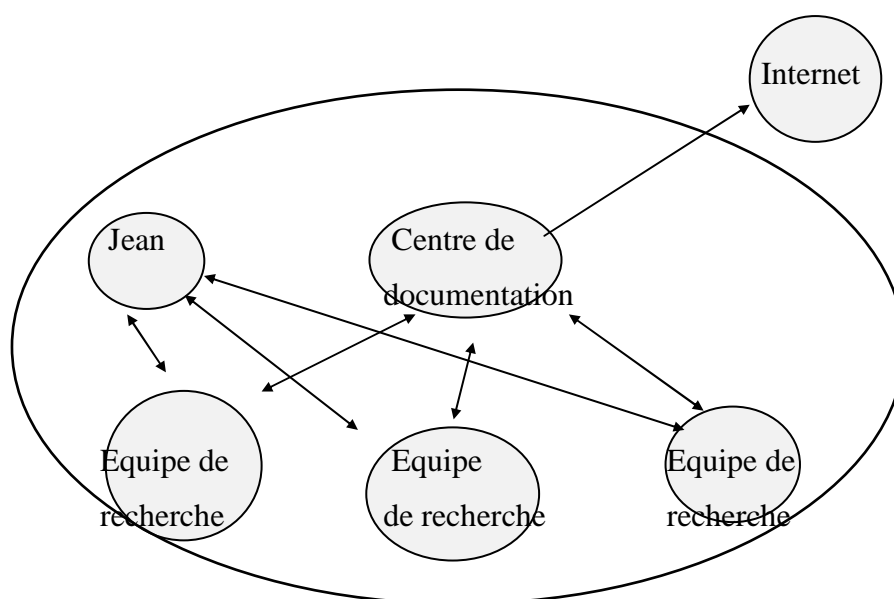 Internet
Jean
Centre de
documentation
Equipe de
recherche
Equipe
de recherche
Equipe de
recherche